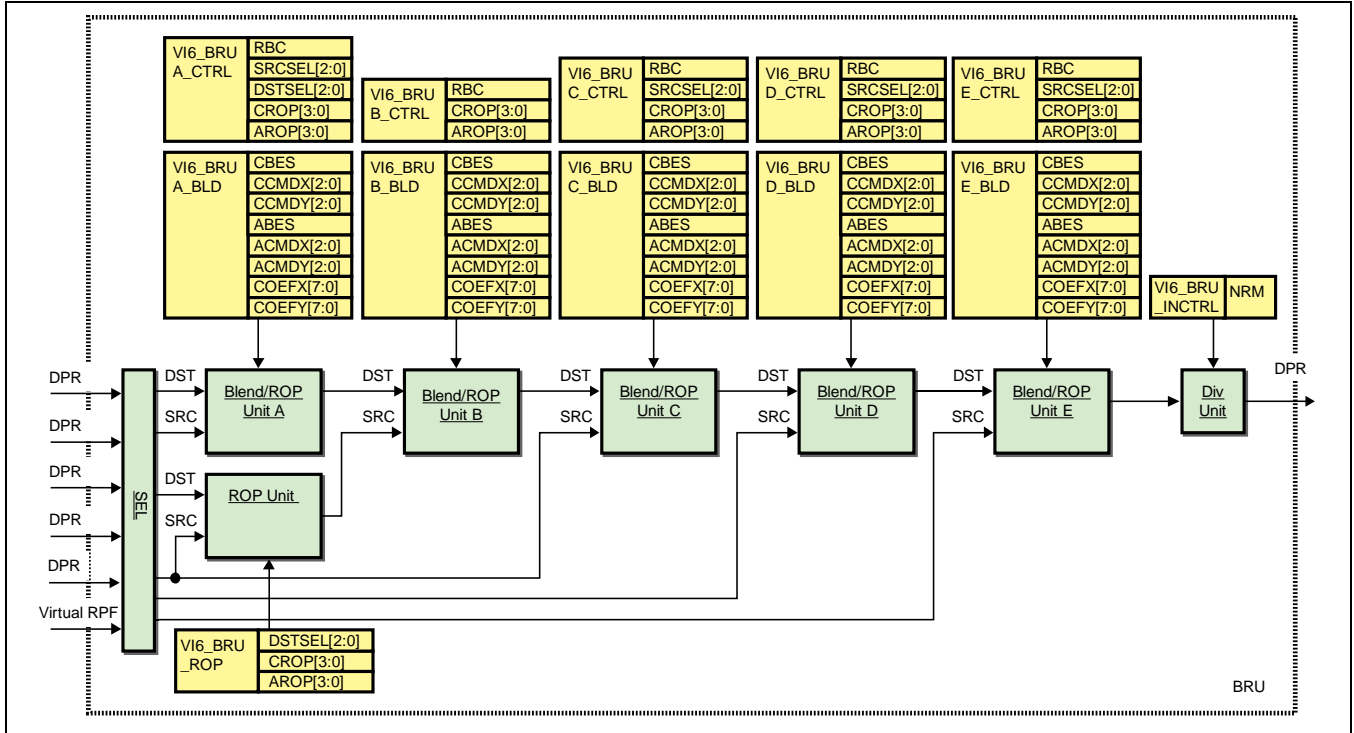 VI6_BRU
A_CTRL
RBC
SRCSEL[2:0]
DSTSEL[2:0]
CROP[3:0]
AROP[3:0]
VI6_BRU
B_CTRL
RBC
CROP[3:0]
AROP[3:0]
VI6_BRU
C_CTRL
RBC
SRCSEL[2:0]
CROP[3:0]
AROP[3:0]
VI6_BRU
D_CTRL
RBC
SRCSEL[2:0]
CROP[3:0]
AROP[3:0]
VI6_BRU
E_CTRL
RBC
SRCSEL[2:0]
CROP[3:0]
AROP[3:0]
VI6_BRU
A_BLD
CBES
CCMDX[2:0]
CCMDY[2:0]
ABES
ACMDX[2:0]
ACMDY[2:0]
COEFX[7:0]
COEFY[7:0]
VI6_BRU
B_BLD
CBES
CCMDX[2:0]
CCMDY[2:0]
ABES
ACMDX[2:0]
ACMDY[2:0]
COEFX[7:0]
COEFY[7:0]
VI6_BRU
C_BLD
CBES
CCMDX[2:0]
CCMDY[2:0]
ABES
ACMDX[2:0]
ACMDY[2:0]
COEFX[7:0]
COEFY[7:0]
VI6_BRU
D_BLD
CBES
CCMDX[2:0]
CCMDY[2:0]
ABES
ACMDX[2:0]
ACMDY[2:0]
COEFX[7:0]
COEFY[7:0]
VI6_BRU
E_BLD
CBES
CCMDX[2:0]
CCMDY[2:0]
ABES
ACMDX[2:0]
ACMDY[2:0]
COEFX[7:0]
COEFY[7:0]
VI6_BRU
_INCTRL
NRM
DPR
DPR
DPR
DPR
DPR
Virtual RPF
SEL
DST
SRC
Blend/ROP
Unit A
DST
SRC
Blend/ROP
Unit B
DST
SRC
Blend/ROP
Unit C
DST
SRC
Blend/ROP
Unit D
DST
SRC
Blend/ROP
Unit E
Div
Unit
DPR
DST
SRC
ROP Unit
VI6_BRU
_ROP
DSTSEL[2:0]
CROP[3:0]
AROP[3:0]
BRU